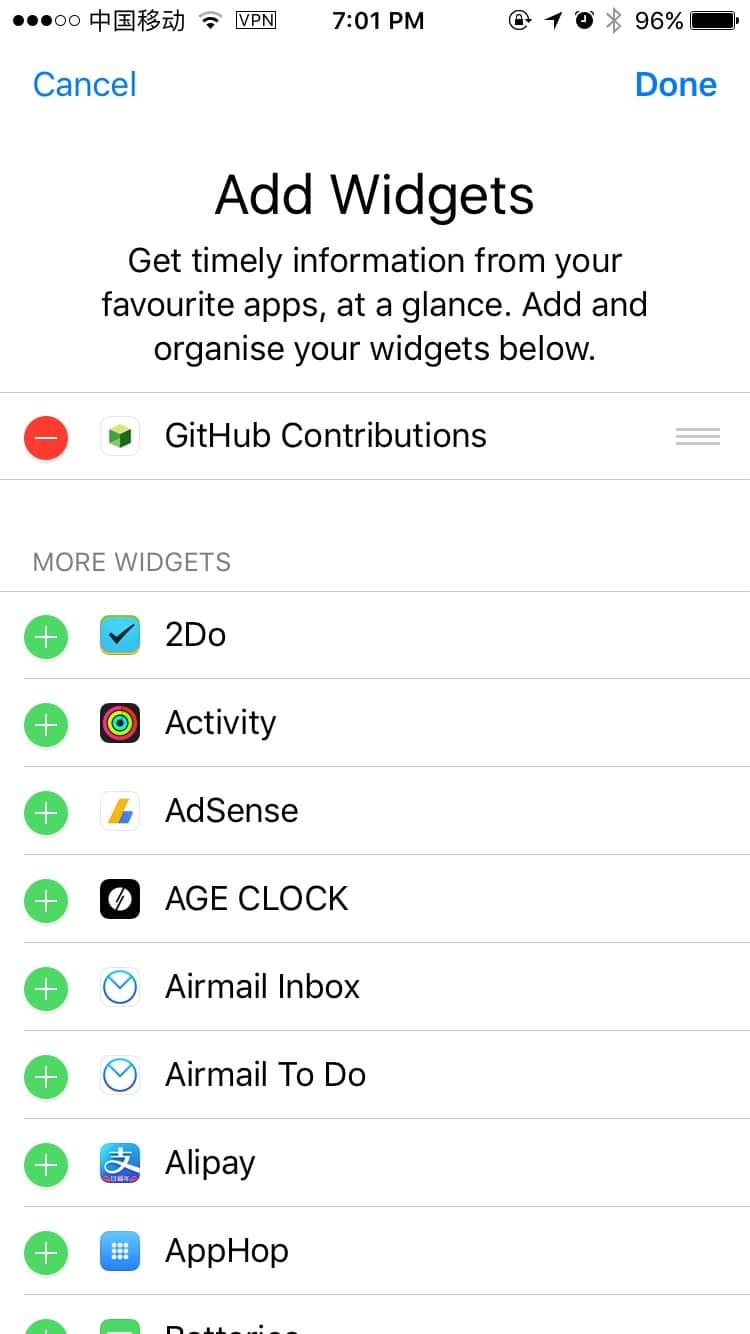 中国移动 VPN 7:01 PM 96%
Cancel Done
Add Widgets
Get timely information from your
favourite apps, at a glance. Add and
organise your widgets below.
GitHub Contributions
MORE WIDGETS
2Do
Activity
AdSense
AGE CLOCK
Airmail Inbox
Airmail To Do
支
Alipay
AppHop
Batteries